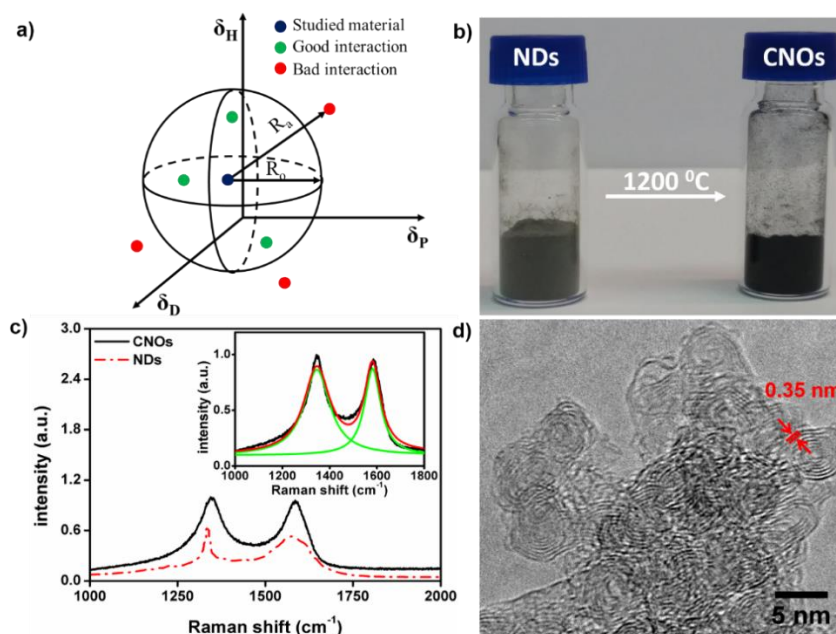 a)
δH
Studied material
Good interaction
Bad interaction
Ra
Ro
δP
δD
b)
NDs
CNOs
1200 ⁰C
c)
3.0
2.4
1.8
1.2
0.6
0.0
intensity (a.u.)
CNOs
NDs
1.0
0.5
0.0
intensity (a.u.)
1000 1200 1400 1600 1800
Raman shift (cm⁻¹)
1000 1250 1500 1750 2000
Raman shift (cm⁻¹)
d)
0.35 nm
5 nm